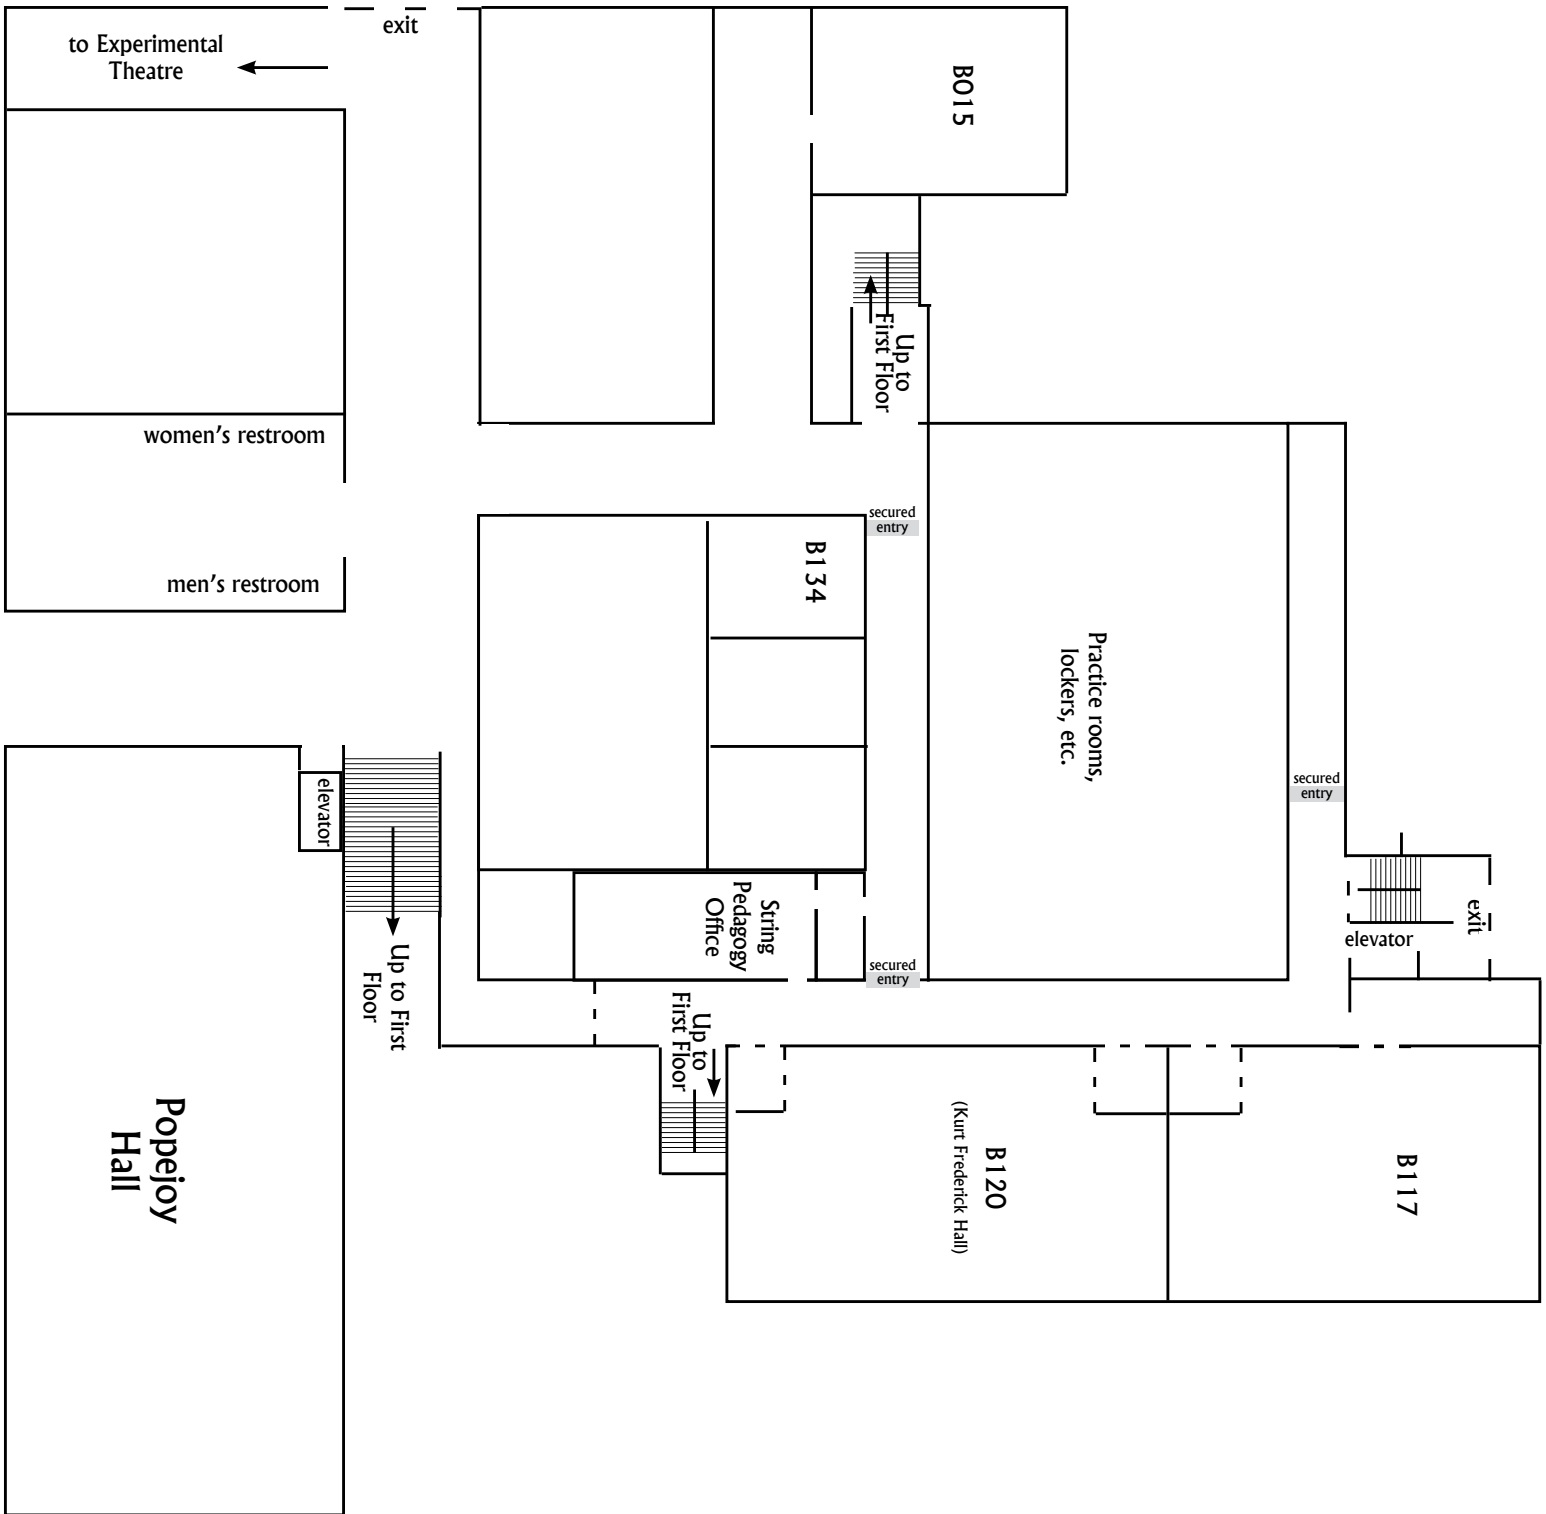 exit
to Experimental
Theatre
B015
Up to
First Floor
women's restroom
men's restroom
secured
entry
B134
Practice rooms,
lockers, etc.
secured
entry
elevator
exit
elevator
String
Pedagogy
Office
secured
entry
Up to First
Floor
Up to
First Floor
Popejoy
Hall
B120
(Kurt Frederick Hall)
B117